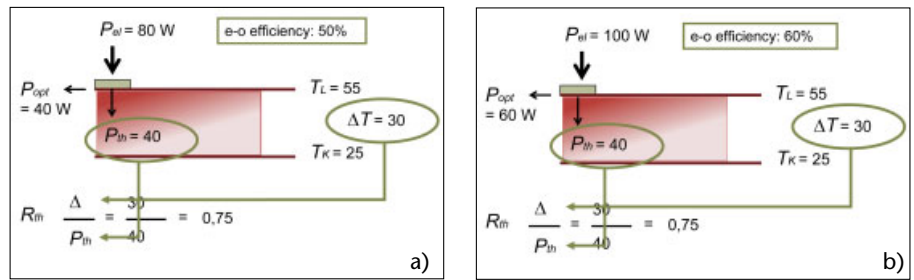 P_el = 80 W
e-o efficiency: 50%
P_opt = 40 W
T_L = 55
P_th = 40
ΔT = 30
T_K = 25
R_th Δ / P_th = 30 / 40 = 0,75
a)
P_el = 100 W
e-o efficiency: 60%
P_opt = 60 W
T_L = 55
P_th = 40
ΔT = 30
T_K = 25
R_th Δ / P_th = 30 / 40 = 0,75
b)